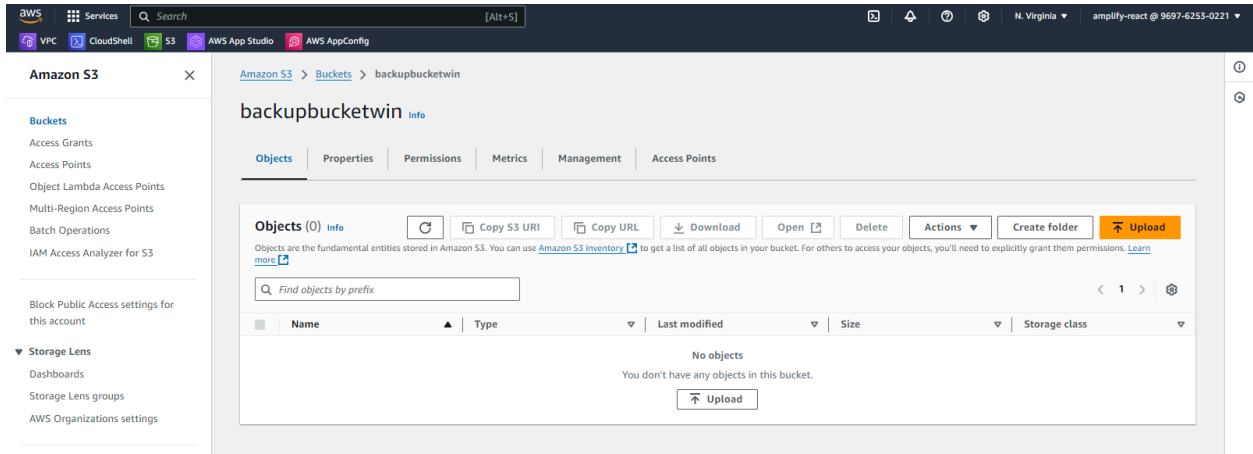 aws
Services
Search
[Alt+S]
N. Virginia ▼
amplify-react @ 9697-6253-0221 ▼
VPC
CloudShell
S3
AWS App Studio
AWS AppConfig
Amazon S3
Buckets
Access Grants
Access Points
Object Lambda Access Points
Multi-Region Access Points
Batch Operations
IAM Access Analyzer for S3
Block Public Access settings for
this account
▼ Storage Lens
Dashboards
Storage Lens groups
AWS Organizations settings
Amazon S3 > Buckets > backupbucketwin
backupbucketwin Info
Objects
Properties
Permissions
Metrics
Management
Access Points
Objects (0) Info
Copy S3 URI
Copy URL
Download
Open
Delete
Actions ▼
Create folder
Upload
Objects are the fundamental entities stored in Amazon S3. You can use Amazon S3 inventory to get a list of all objects in your bucket. For others to access your objects, you'll need to explicitly grant them permissions. Learn
more
Find objects by prefix
< 1 >
Name
Type
Last modified
Size
Storage class
No objects
You don't have any objects in this bucket.
Upload